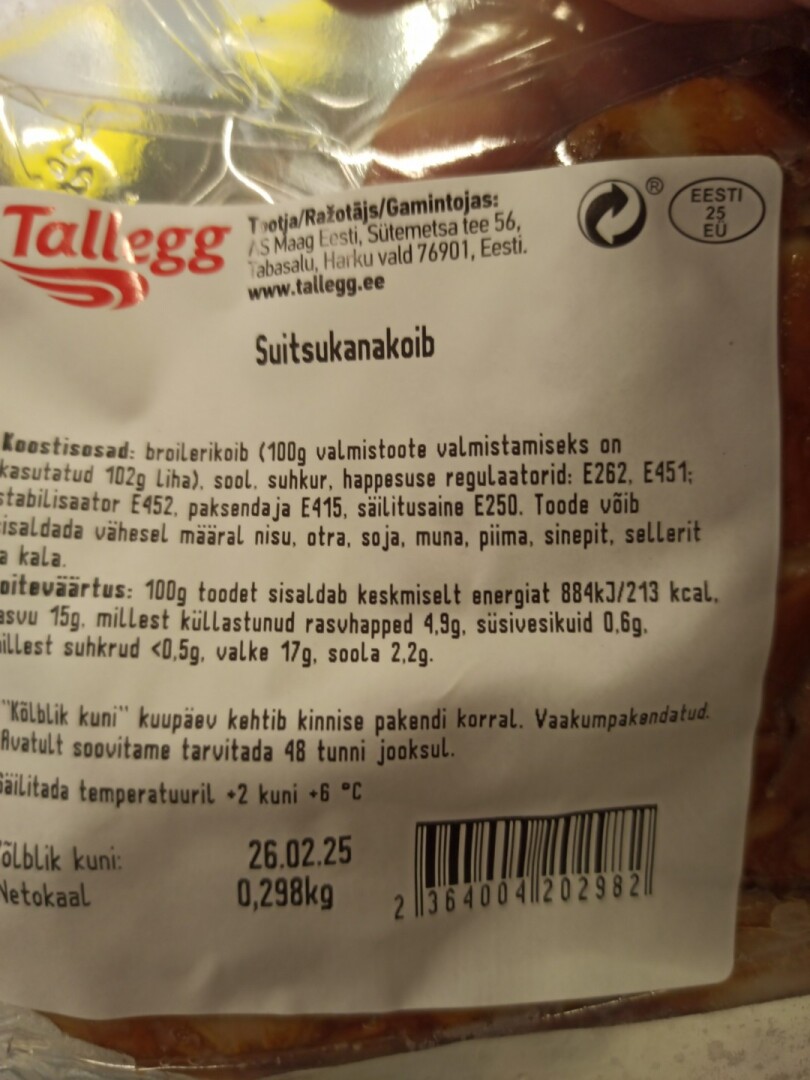 Tallegg
Tootja/Ražotājs/Gamintojas:
AS Maag Eesti, Sütemetsa tee 56,
Tabasalu, Harku vald 76901, Eesti.
www.tallegg.ee
®
EESTI
25
EÜ
Suitsukanakoib
Koostisosad: broilerikoib (100g valmistoote valmistamiseks on
kasutatud 102g liha), sool, suhkur, happesuse regulaatorid: E262, E451;
stabilisaator E452, paksendaja E415, säilitusaine E250. Toode võib
sisaldada vähesel määral nisu, otra, soja, muna, piima, sinepit, sellerit
ja kala.
Toiteväärtus: 100g toodet sisaldab keskmiselt energiat 884kJ/213 kcal,
rasvu 15g, millest küllastunud rasvhapped 4,9g, süsivesikuid 0,6g,
millest suhkrud <0,5g, valke 17g, soola 2,2g.
"Kõlblik kuni" kuupäev kehtib kinnise pakendi korral. Vaakumpakendatud.
Avatult soovitame tarvitada 48 tunni jooksul.
Säilitada temperatuuril +2 kuni +6 °C
Kõlblik kuni: 26.02.25
Netokaal 0,298kg
2 364004 202982